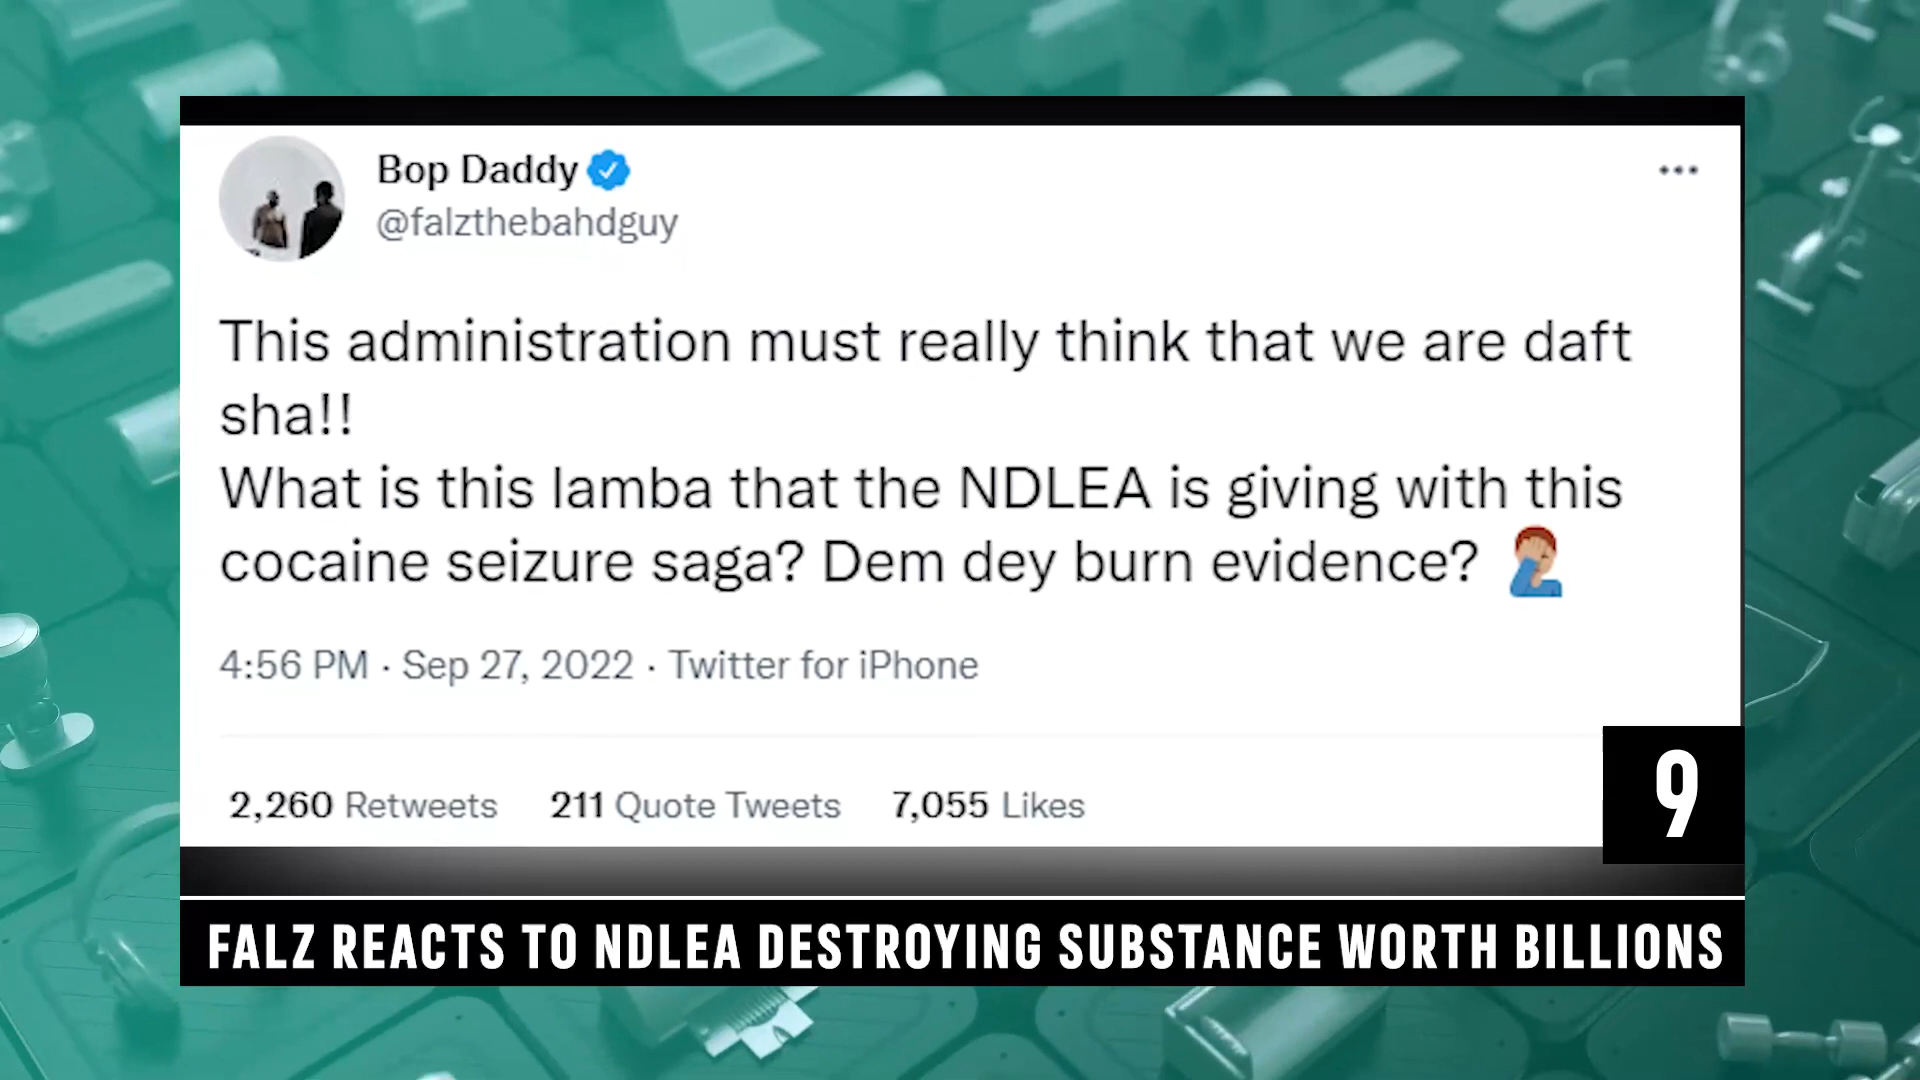 Bop Daddy
@falzthebahdguy
This administration must really think that we are daft
sha!!
What is this lamba that the NDLEA is giving with this
cocaine seizure saga? Dem dey burn evidence? 🤦🏽‍♂️
4:56 PM · Sep 27, 2022 · Twitter for iPhone
2,260 Retweets 211 Quote Tweets 7,055 Likes
9
FALZ REACTS TO NDLEA DESTROYING SUBSTANCE WORTH BILLIONS